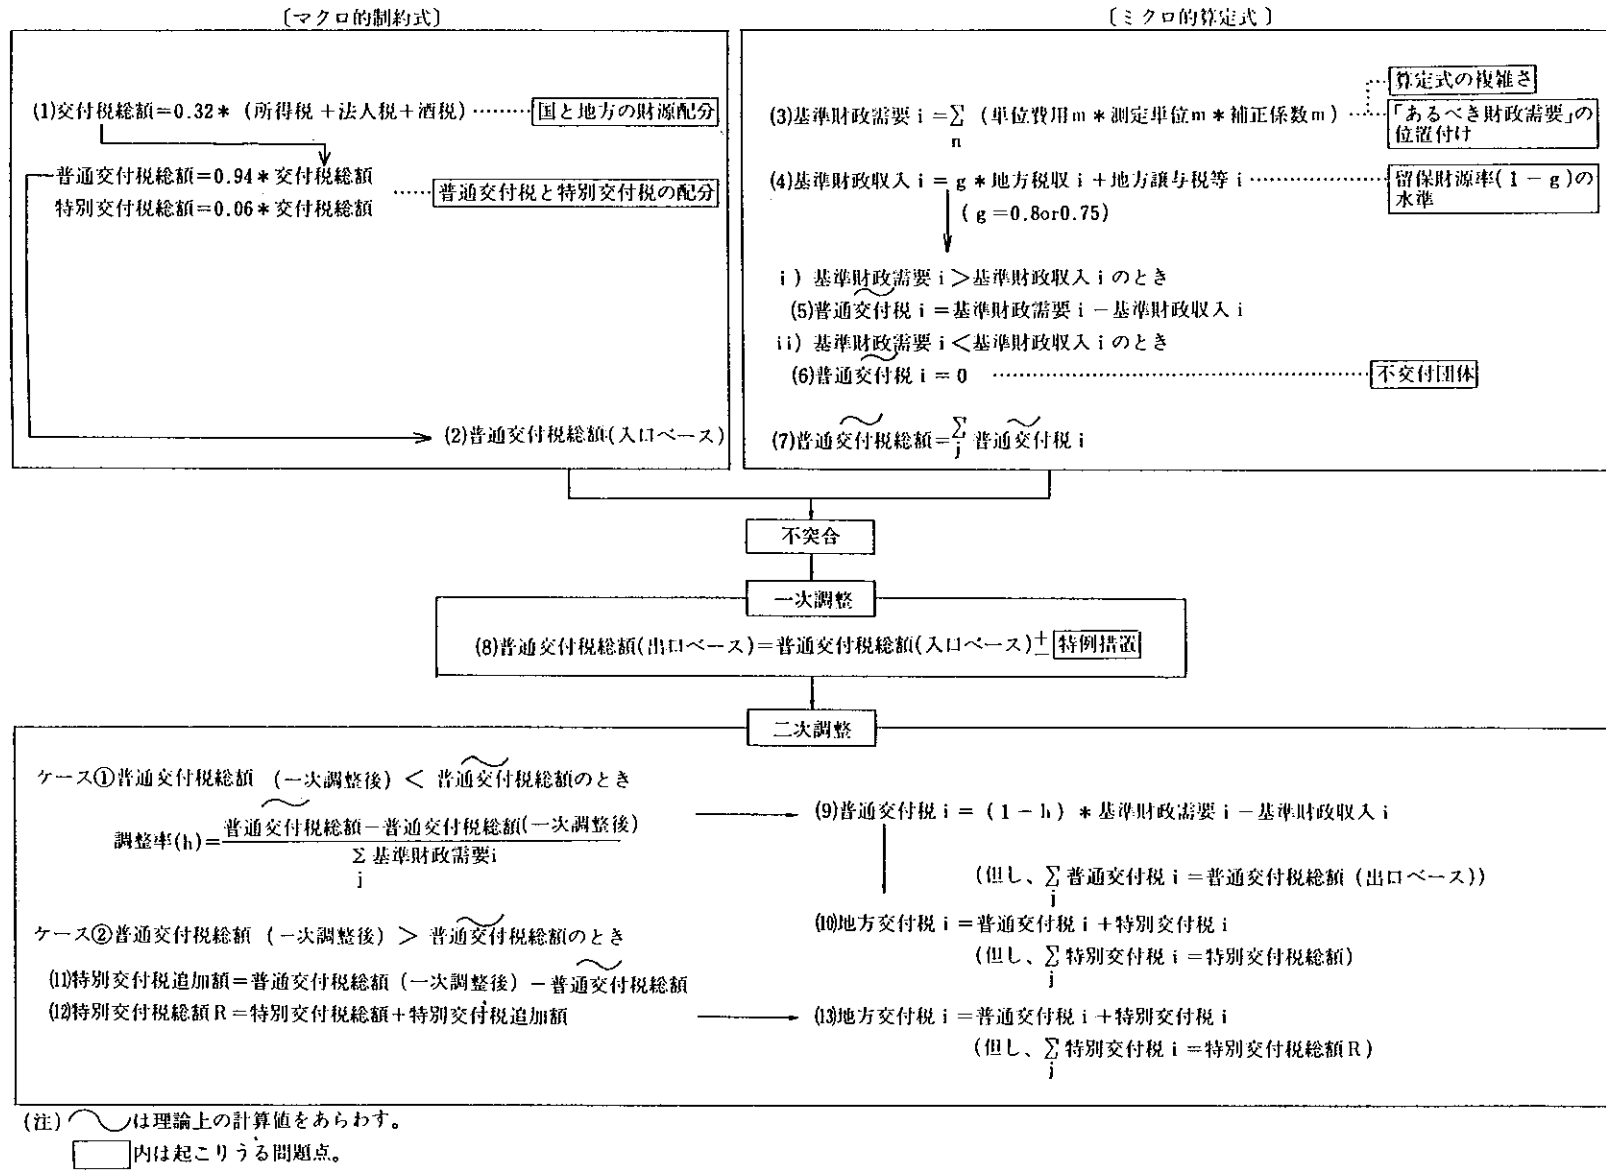 〔マクロ的制約式〕
(1)交付税総額=0.32*(所得税+法人税+酒税)………国と地方の財源配分
普通交付税総額=0.94*交付税総額
特別交付税総額=0.06*交付税総額
……普通交付税と特別交付税の配分
(2)普通交付税総額(入口ベース)
〔ミクロ的算定式〕
算定式の複雑さ
(3)基準財政需要i=∑(単位費用m*測定単位m*補正係数m)……「あるべき財政需要」の
n
位置付け
(4)基準財政収入i=g*地方税収i+地方譲与税等i………………留保財源率(1-g)の
水準
(g=0.8or0.75)
i) 基準財政需要i>基準財政収入iのとき
(5)普通交付税i=基準財政需要i-基準財政収入i
ii) 基準財政需要i<基準財政収入iのとき
(6)普通交付税i=0 ………………………………………不交付団体
(7)普通交付税総額=∑普通交付税i
j
不突合
一次調整
(8)普通交付税総額(出口ベース)=普通交付税総額(入口ベース)±特例措置
二次調整
ケース①普通交付税総額(一次調整後)< 普通交付税総額のとき
調整率(h)=普通交付税総額-普通交付税総額(一次調整後)
∑基準財政需要i
j
(9)普通交付税i=(1-h)*基準財政需要i-基準財政収入i
(但し、∑普通交付税i=普通交付税総額(出口ベース))
j
ケース②普通交付税総額(一次調整後)> 普通交付税総額のとき
(10)地方交付税i=普通交付税i+特別交付税i
(但し、∑特別交付税i=特別交付税総額)
j
(11)特別交付税追加額=普通交付税総額(一次調整後)-普通交付税総額
(12)特別交付税総額R=特別交付税総額+特別交付税追加額
(13)地方交付税i=普通交付税i+特別交付税i
(但し、∑特別交付税i=特別交付税総額R)
j
(注)は理論上の計算値をあらわす。
内は起こりうる問題点。